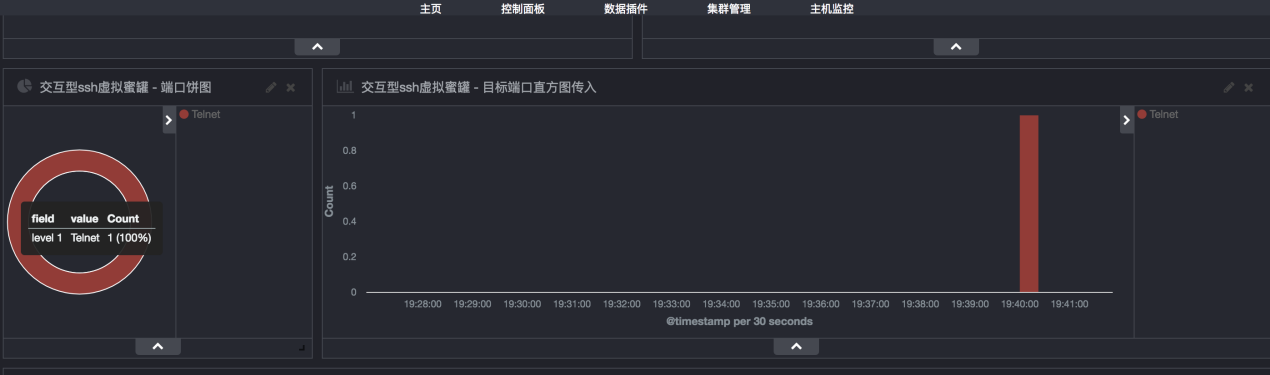 主页 控制面板 数据插件 集群管理 主机监控
交互型ssh虚拟蜜罐 - 端口饼图
Telnet
field value Count
level 1 Telnet 1 (100%)
交互型ssh虚拟蜜罐 - 目标端口直方图传入
Telnet
1
0.8
0.6
0.4
0.2
0
Count
19:28:00 19:29:00 19:30:00 19:31:00 19:32:00 19:33:00 19:34:00 19:35:00 19:36:00 19:37:00 19:38:00 19:39:00 19:40:00 19:41:00
@timestamp per 30 seconds